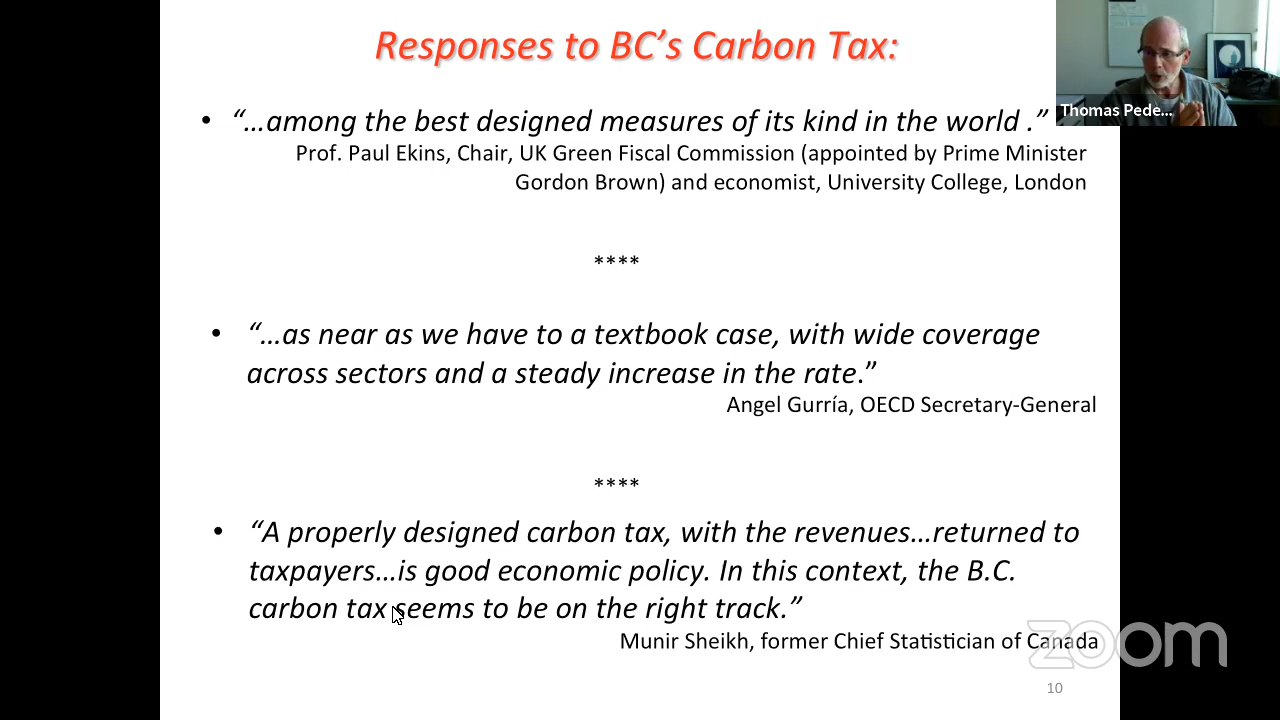 Responses to BC’s Carbon Tax:
• “…among the best designed measures of its kind in the world .”
Thomas Pede...
Prof. Paul Ekins, Chair, UK Green Fiscal Commission (appointed by Prime Minister
Gordon Brown) and economist, University College, London
****
• “…as near as we have to a textbook case, with wide coverage
across sectors and a steady increase in the rate.”
Angel Gurría, OECD Secretary-General
****
• “A properly designed carbon tax, with the revenues…returned to
taxpayers…is good economic policy. In this context, the B.C.
carbon tax seems to be on the right track.”
Munir Sheikh, former Chief Statistician of Canada
zoom
10